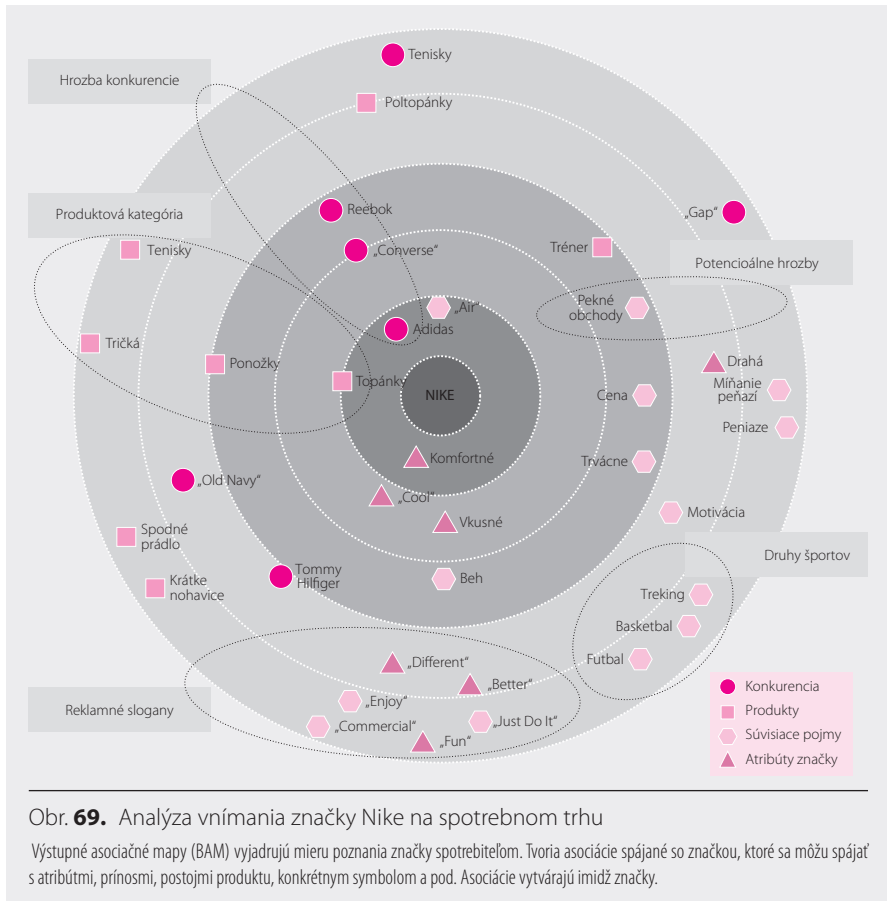 Tenisky
Hrozba konkurencie
Poltopánky
Produktová kategória
Reebok
„Gap“
„Converse“
Tréner
Tenisky
Potencioálne hrozby
Pekné
obchody
„Air“
Adidas
Tričká
Ponožky
Topánky
NIKE
Cena
Drahá
Míňanie
peňazí
Peniaze
Komfortné
Trvácne
„Old Navy“
„Cool“
Vkusné
Motivácia
Spodné
prádlo
Krátke
nohavice
Tommy
Hilfiger
Beh
Druhy športov
Treking
Basketbal
Futbal
„Different“
„Better“
Reklamné slogany
„Enjoy“
„Commercial“
„Just Do It“
„Fun“
Konkurencia
Produkty
Súvisiace pojmy
Atribúty značky
Obr. 69. Analýza vnímania značky Nike na spotrebnom trhu
Výstupné asociačné mapy (BAM) vyjadrujú mieru poznania značky spotrebiteľom. Tvoria asociácie spájané so značkou, ktoré sa môžu spájať
s atribútmi, prínosmi, postojmi produktu, konkrétnym symbolom a pod. Asociácie vytvárajú imidž značky.